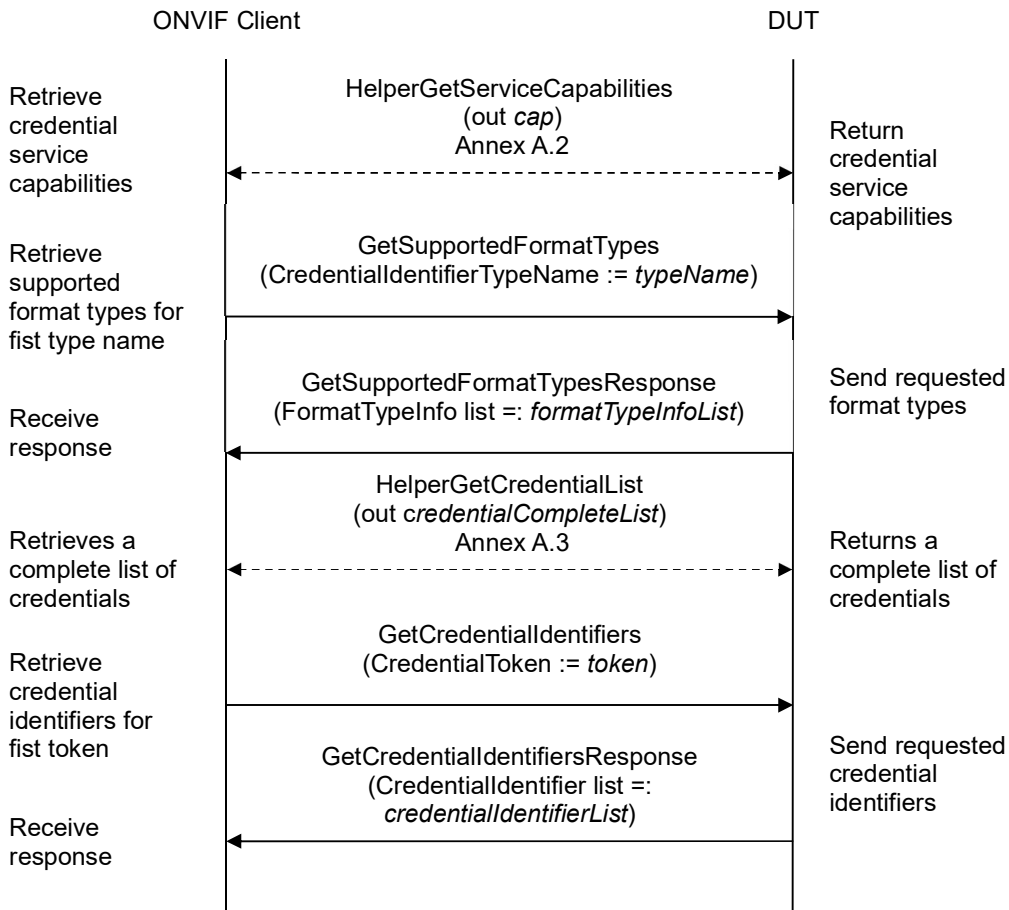 ONVIF Client
DUT
Retrieve
credential
service
capabilities
HelperGetServiceCapabilities
(out cap)
Annex A.2
Return
credential
service
capabilities
Retrieve
supported
format types for
fist type name
GetSupportedFormatTypes
(CredentialIdentifierTypeName := typeName)
GetSupportedFormatTypesResponse
(FormatTypeInfo list =: formatTypeInfoList)
Send requested
format types
Receive
response
HelperGetCredentialList
(out credentialCompleteList)
Annex A.3
Retrieves a
complete list of
credentials
Returns a
complete list of
credentials
GetCredentialIdentifiers
(CredentialToken := token)
Retrieve
credential
identifiers for
fist token
GetCredentialIdentifiersResponse
(CredentialIdentifier list =:
credentialIdentifierList)
Send requested
credential
identifiers
Receive
response